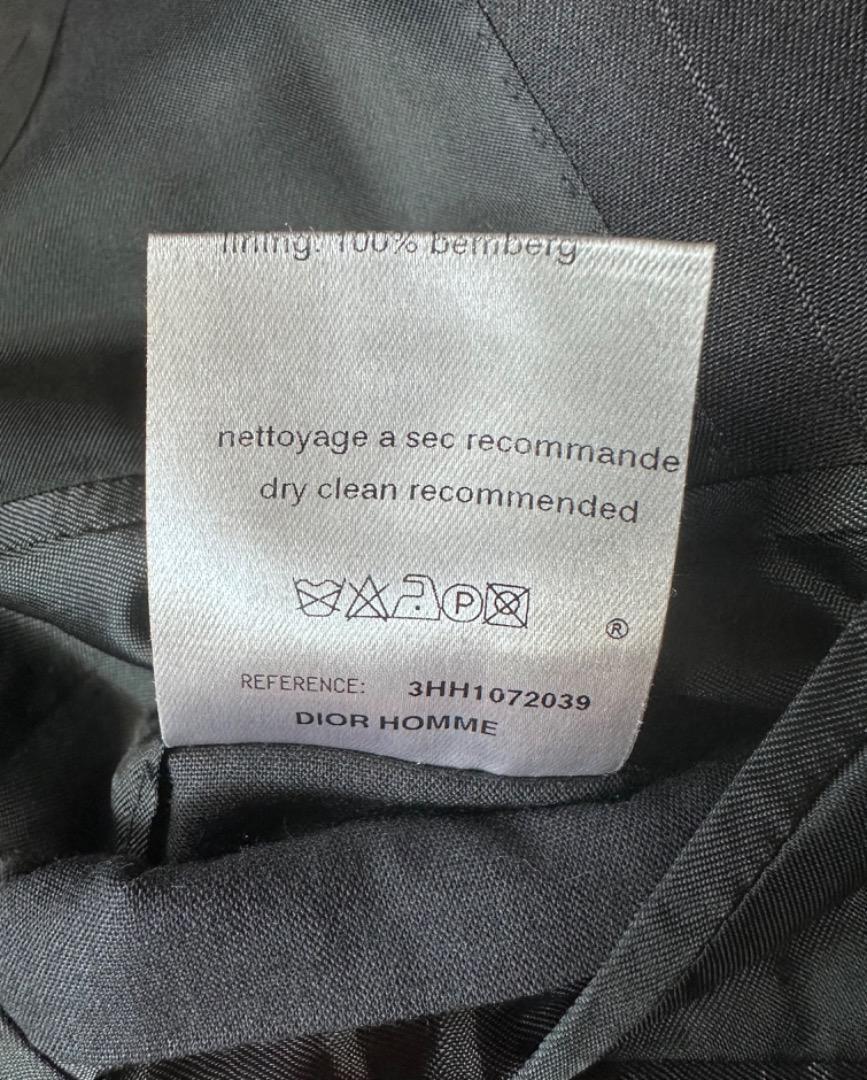 lining: 100% bemberg
nettoyage a sec recommande
dry clean recommended
P
®
REFERENCE: 3HH1072039
DIOR HOMME